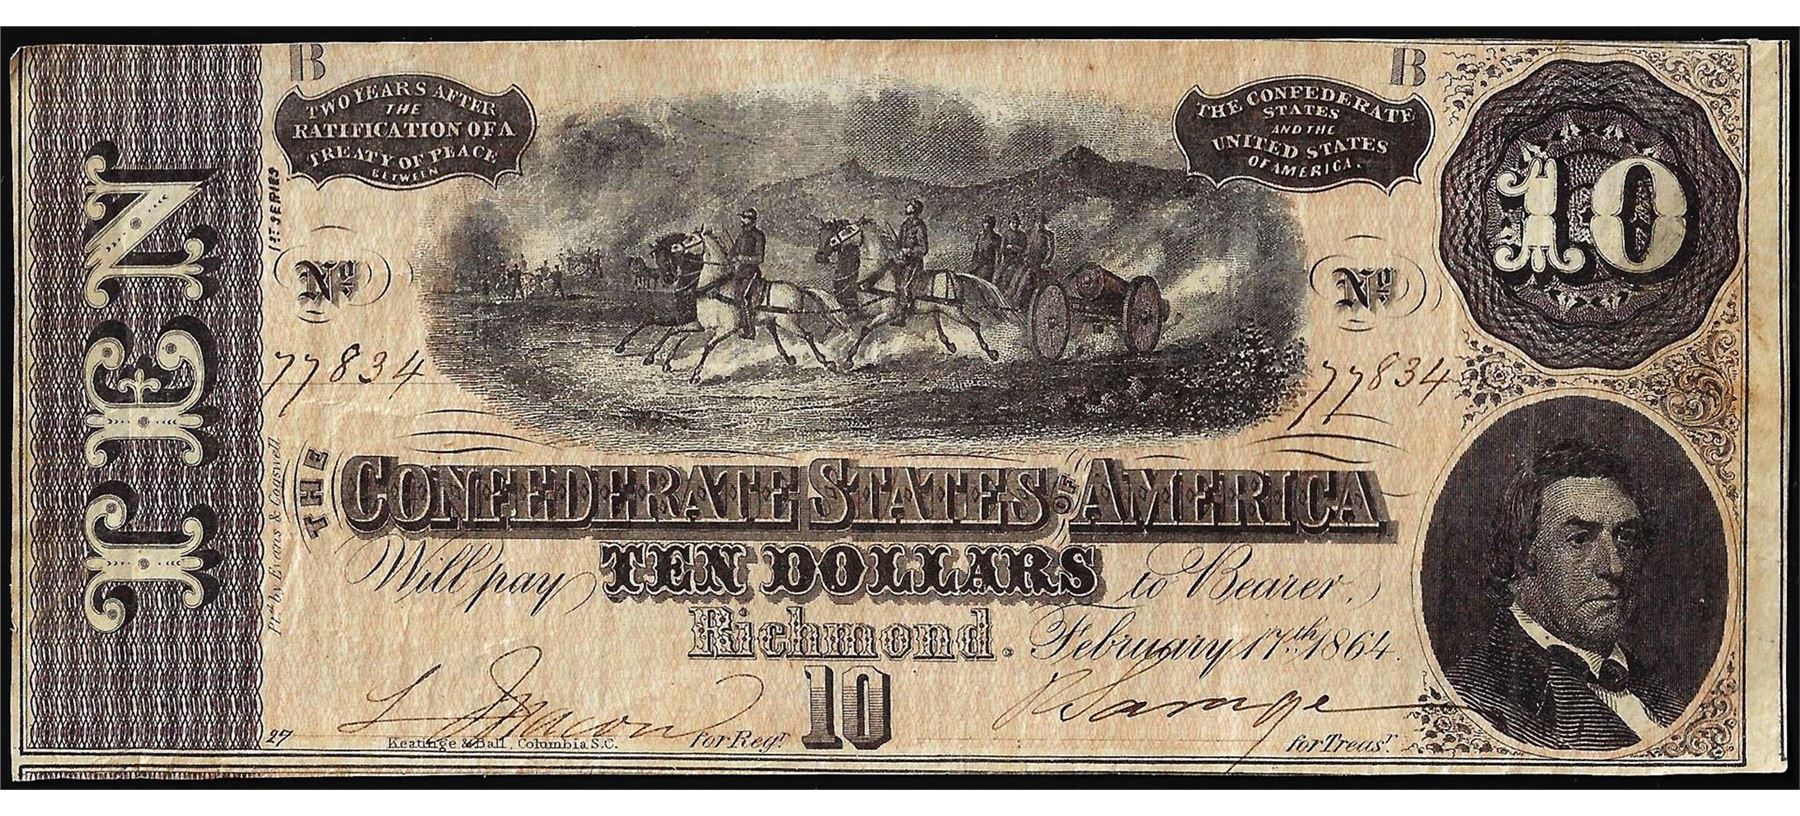 B
B
TWO YEARS AFTER
THE
RATIFICATION OF A
TREATY OF PEACE
BETWEEN
THE CONFEDERATE
STATES
AND THE
UNITED STATES
OF AMERICA.
10
TEN
1ST SERIES
No
No
77834
77834
Ptd. by Evans & Cogswell
THE CONFEDERATE STATES OF AMERICA
Will pay TEN DOLLARS to Bearer.
Richmond. February 17th 1864.
10
27
Keatinge & Ball, Columbia S.C.
for Regr
for Treasr.